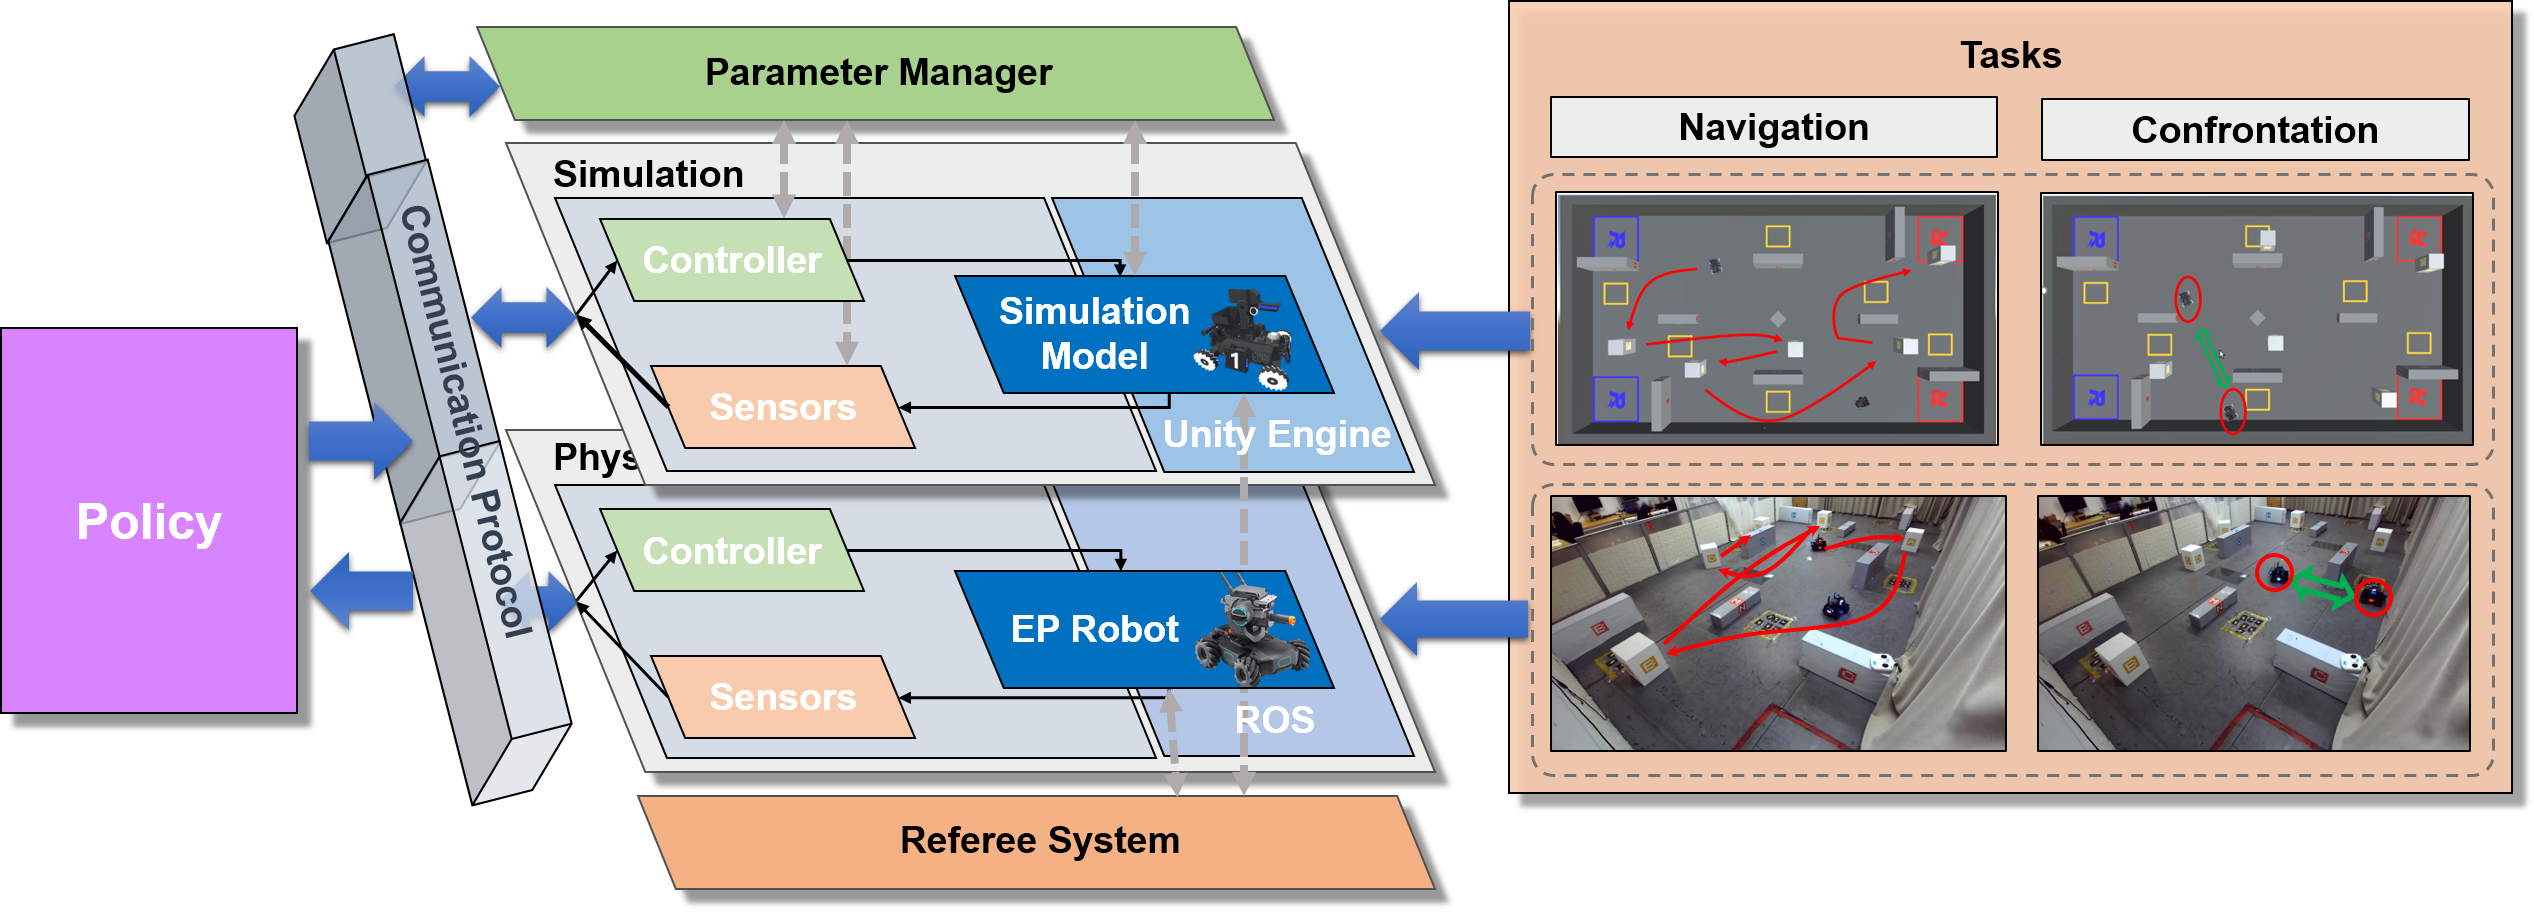 Parameter Manager
Simulation
Controller
Sensors
Simulation
Model
1
Unity Engine
Communication Protocol
Policy
Phys
Controller
Sensors
EP Robot
ROS
Referee System
Tasks
Navigation
Confrontation